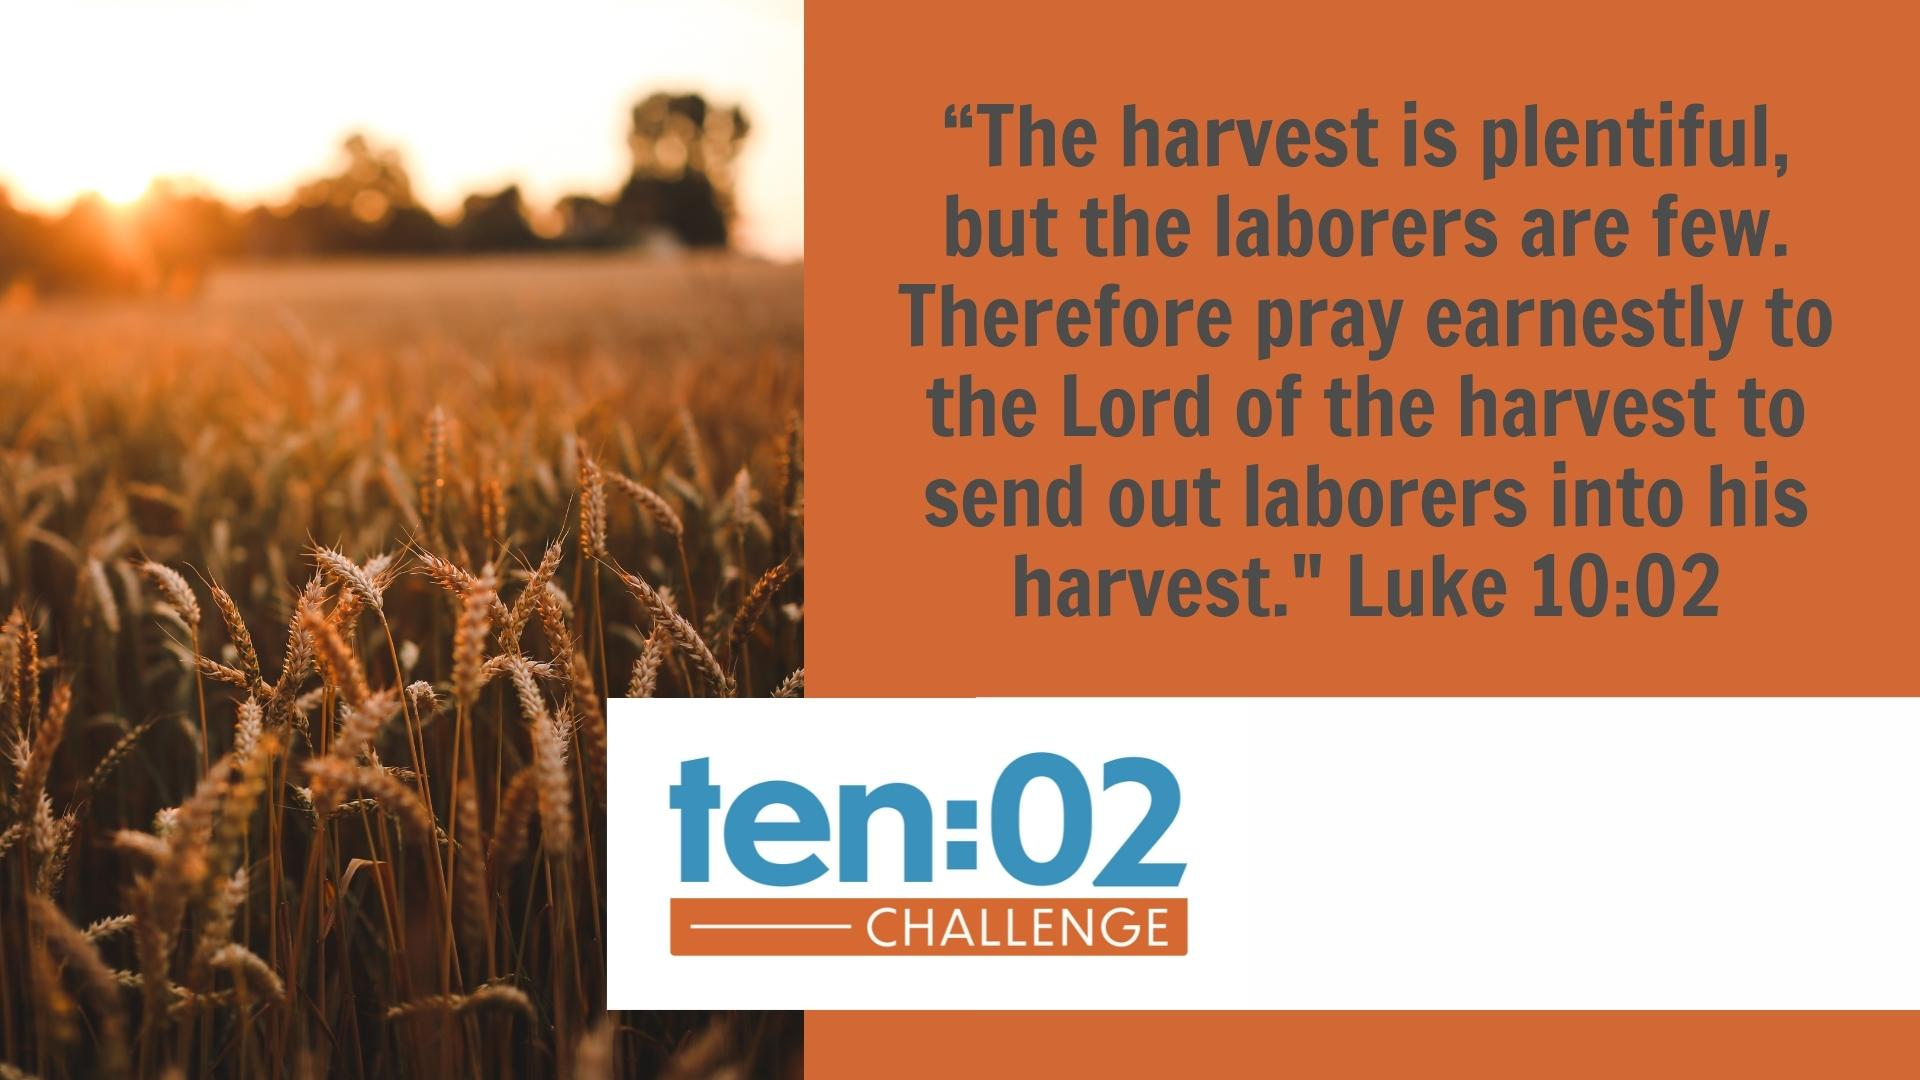 “The harvest is plentiful,
but the laborers are few.
Therefore pray earnestly to
the Lord of the harvest to
send out laborers into his
harvest." Luke 10:02
ten:02
CHALLENGE